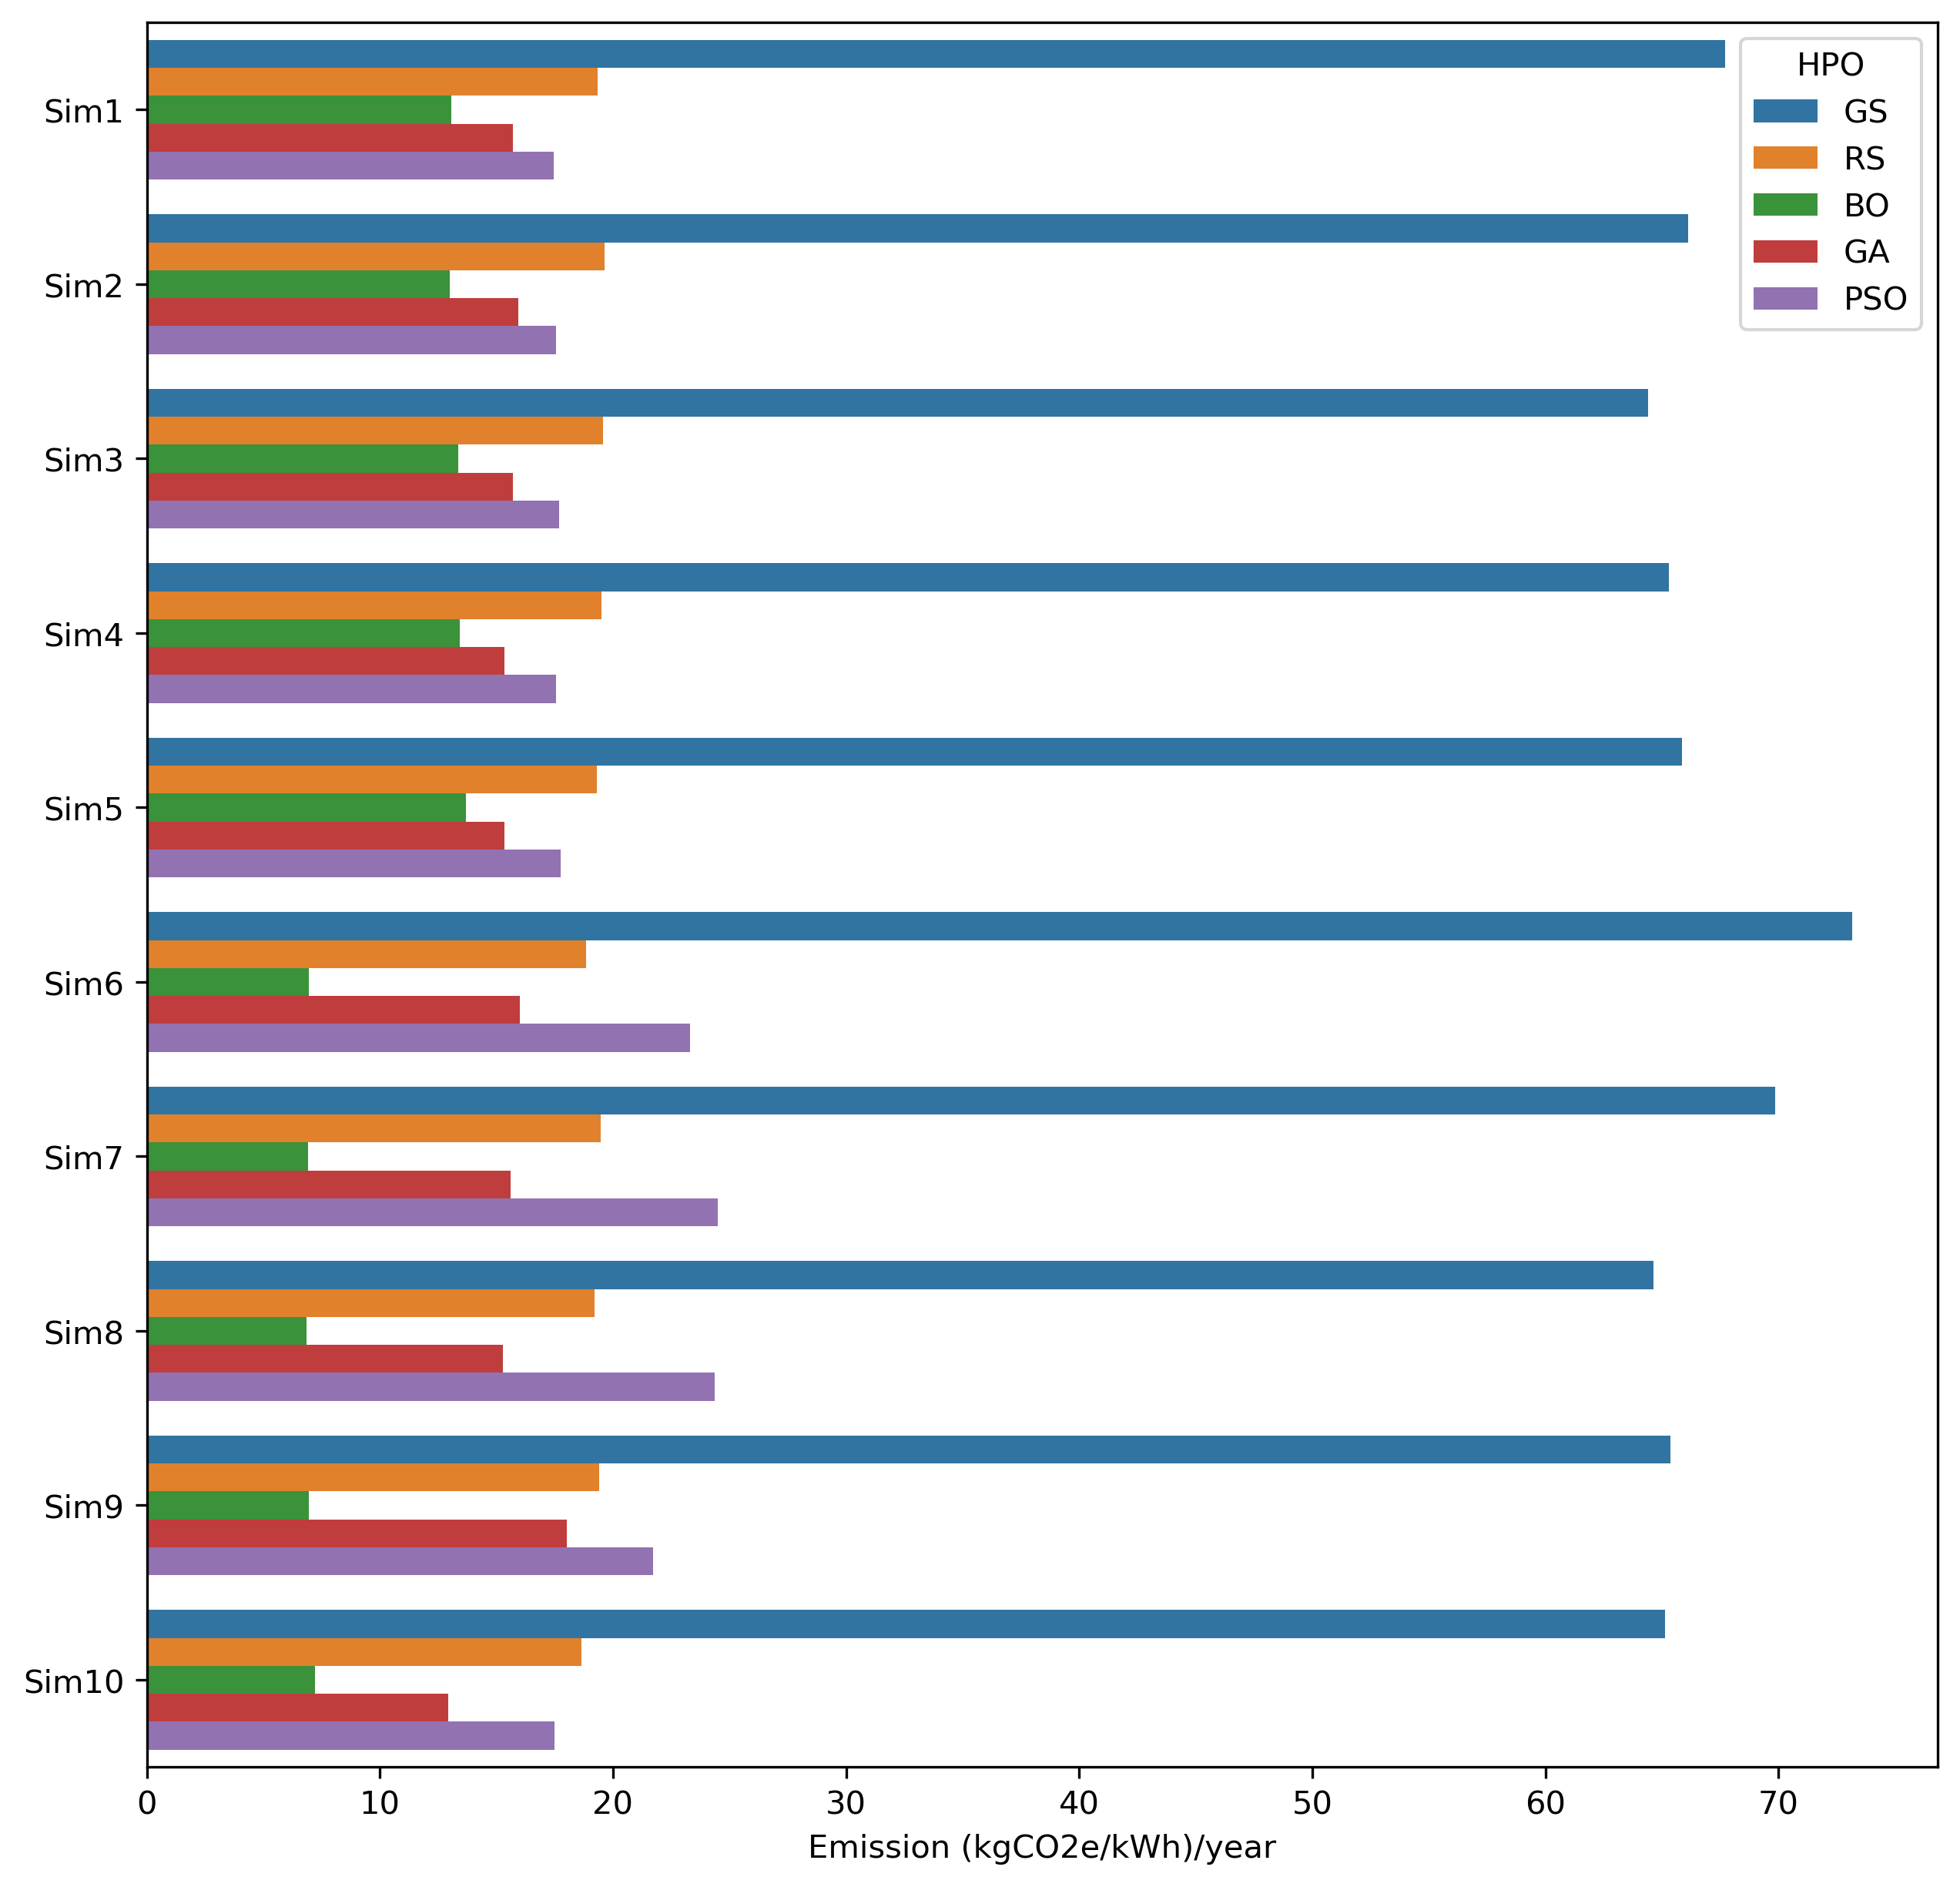 HPO
GS
RS
BO
GA
PSO
Sim1
Sim2
Sim3
Sim4
Sim5
Sim6
Sim7
Sim8
Sim9
Sim10
0 10 20 30 40 50 60 70
Emission (kgCO2e/kWh)/year